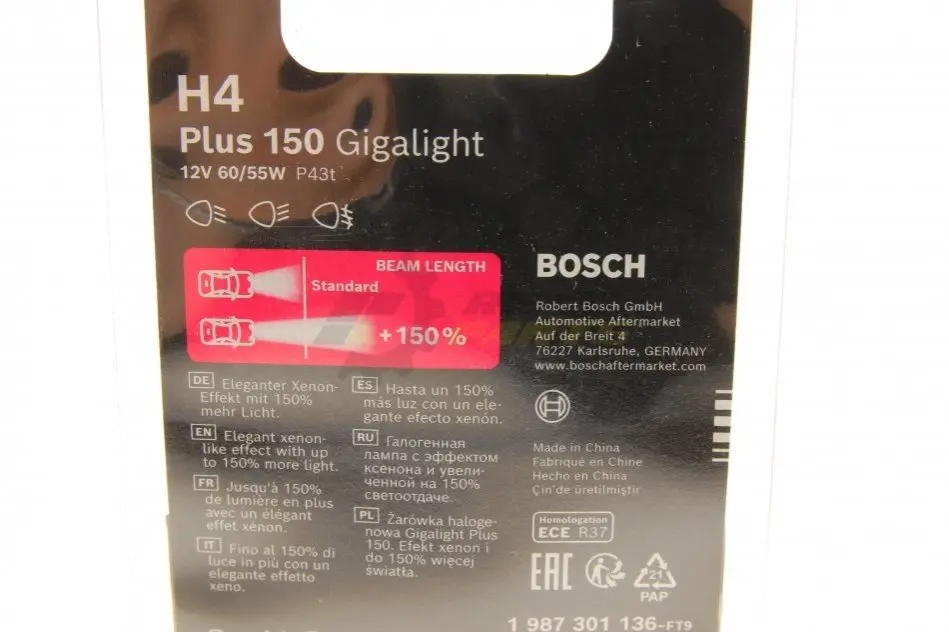 H4
Plus 150 Gigalight
12V 60/55W P43t
BEAM LENGTH
Standard
+150%
DE Eleganter Xenon-
Effekt mit 150%
mehr Licht.
EN Elegant xenon-
like effect with up
to 150% more light.
FR Jusqu'à 150%
de lumière en plus
avec un élégant
effet xénon.
IT Fino al 150% di
luce in più con un
elegante effetto
xeno.
ES Hasta un 150%
más luz con un ele-
gante efecto xenón.
RU Галогенная
лампа с эффектом
ксенона и увели-
ченной на 150%
светоотдаче.
PL Żarówka haloge-
nowa Gigalight Plus
150. Efekt xenon i
do 150% więcej
światła.
BOSCH
Robert Bosch GmbH
Automotive Aftermarket
Auf der Breit 4
76227 Karlsruhe, GERMANY
www.boschaftermarket.com
Made in China
Fabriqué en Chine
Hecho en China
Çin'de üretilmiştir
Homologation
ECE R37
EAC
21
PAP
1 987 301 136-FT9